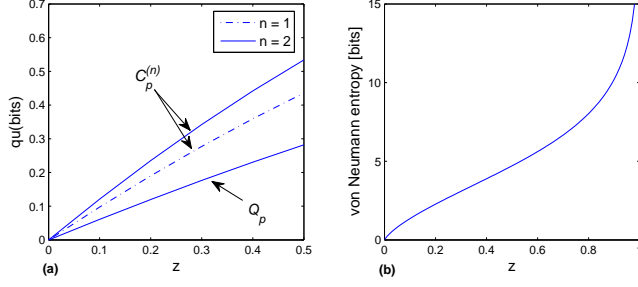 0.7
0.6
0.5
0.4
0.3
0.2
0.1
0
qu(bits)
n = 1
n = 2
C_p^(n)
Q_p
0 0.1 0.2 0.3 0.4 0.5
z
(a)
15
10
5
0
von Neumann entropy [bits]
0 0.2 0.4 0.6 0.8 1
z
(b)